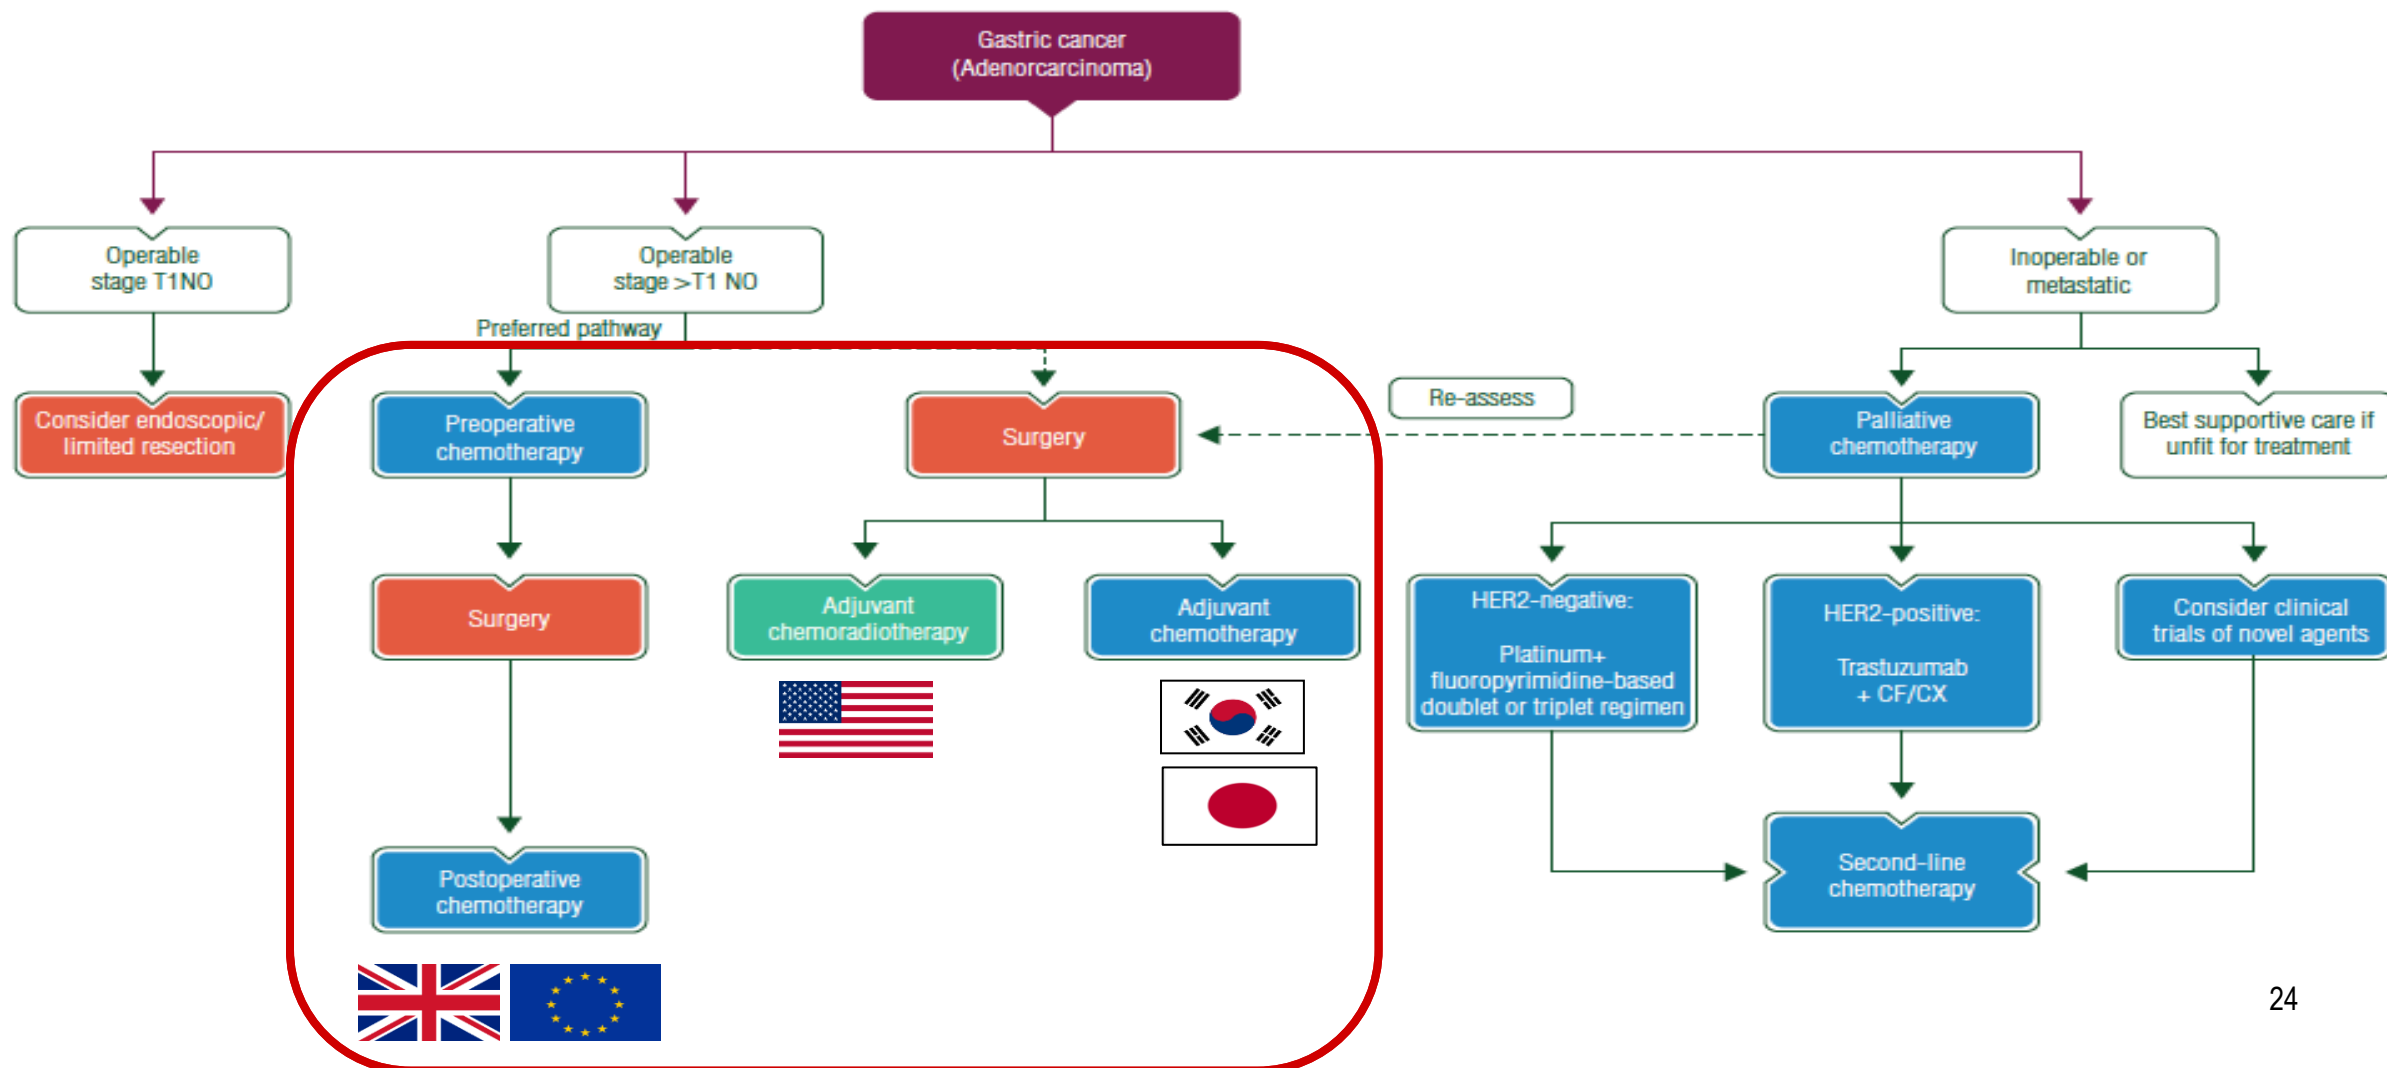 Gastric cancer
(Adenorcarcinoma)
Operable
stage T1NO
Operable
stage >T1 NO
Inoperable or
metastatic
Preferred pathway
Consider endoscopic/
limited resection
Preoperative
chemotherapy
Surgery
Re-assess
Palliative
chemotherapy
Best supportive care if
unfit for treatment
Surgery
Adjuvant
chemoradiotherapy
Adjuvant
chemotherapy
HER2-negative:
Platinum+
fluoropyrimidine-based
doublet or triplet regimen
HER2-positive:
Trastuzumab
+ CF/CX
Consider clinical
trials of novel agents
Postoperative
chemotherapy
Second-line
chemotherapy
24